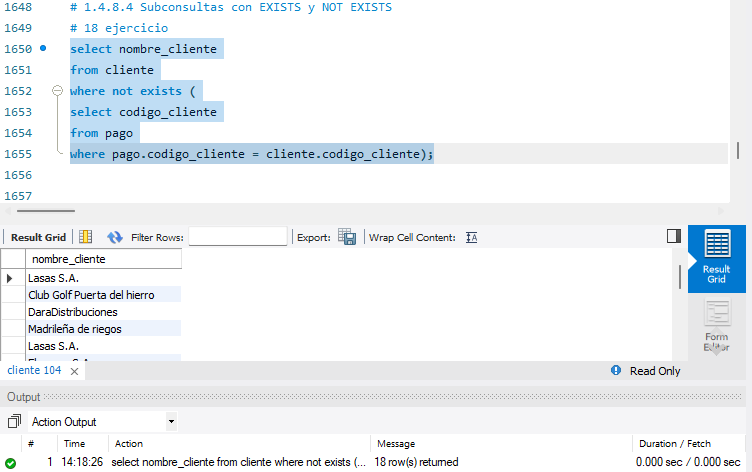 1648 # 1.4.8.4 Subconsultas con EXISTS y NOT EXISTS
1649 # 18 ejercicio
1650 select nombre_cliente
1651 from cliente
1652 where not exists (
1653 select codigo_cliente
1654 from pago
1655 where pago.codigo_cliente = cliente.codigo_cliente);
1656
1657
Result Grid Filter Rows: Export: Wrap Cell Content:
nombre_cliente
Lasas S.A.
Club Golf Puerta del hierro
DaraDistribuciones
Madrileña de riegos
Lasas S.A.
Result Grid
Form Editor
cliente 104 Read Only
Output
Action Output
# Time Action Message Duration / Fetch
1 14:18:26 select nombre_cliente from cliente where not exists (... 18 row(s) returned 0.000 sec / 0.000 sec